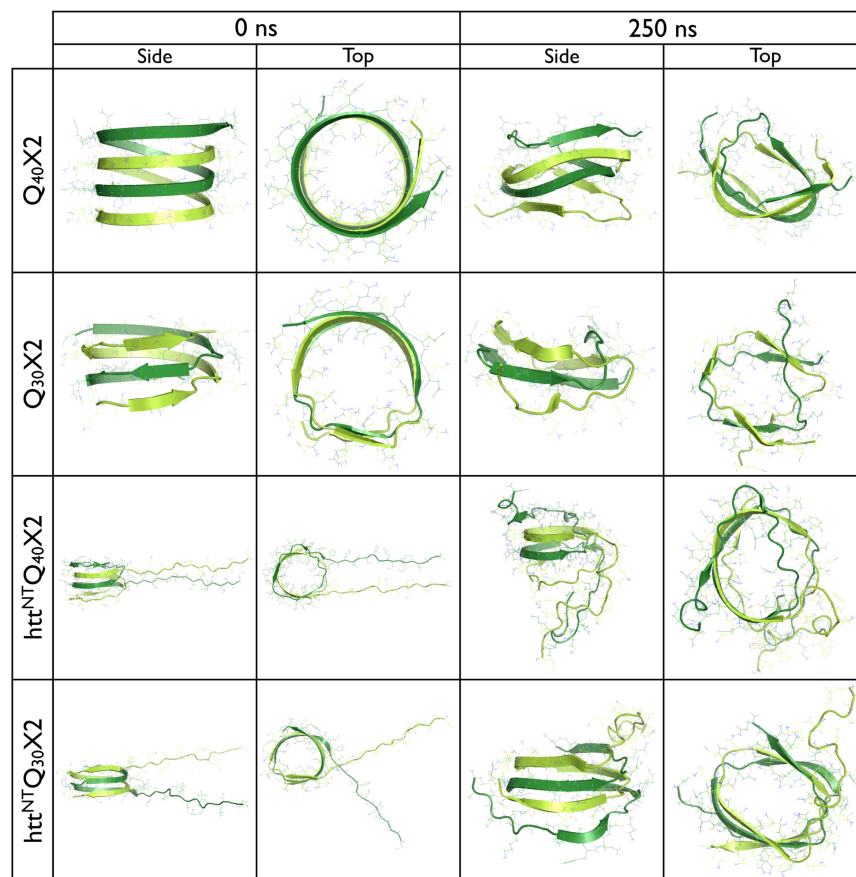 0 ns 250 ns
Side Top Side Top
Q40X2
Q30X2
httNTQ40X2
httNTQ30X2